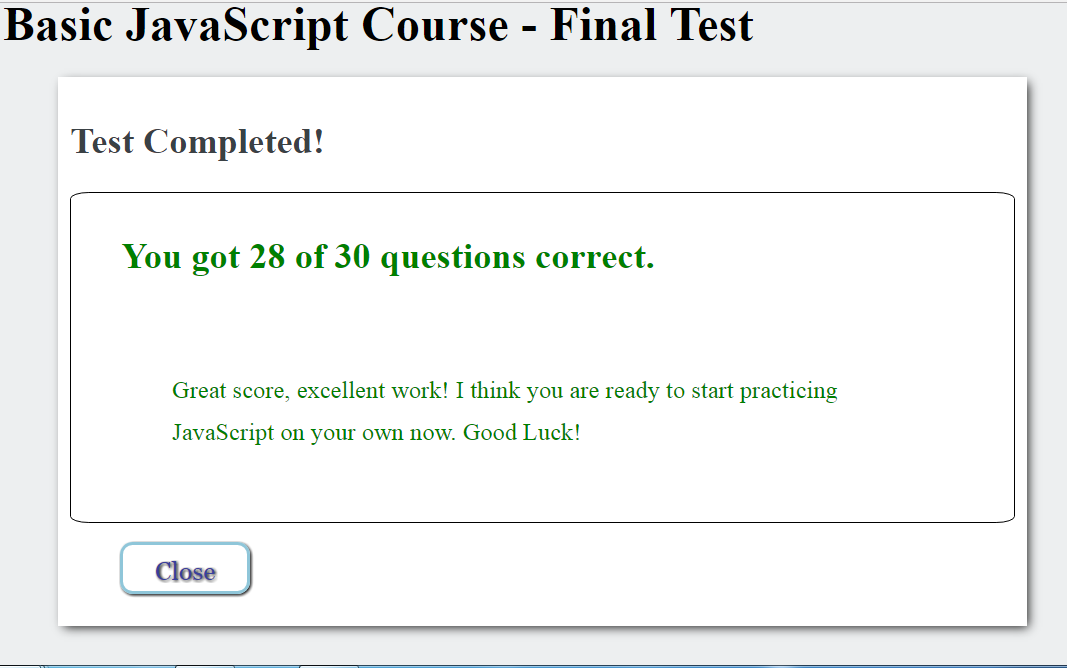 Basic JavaScript Course - Final Test
Test Completed!
You got 28 of 30 questions correct.
Great score, excellent work! I think you are ready to start practicing
JavaScript on your own now. Good Luck!
Close